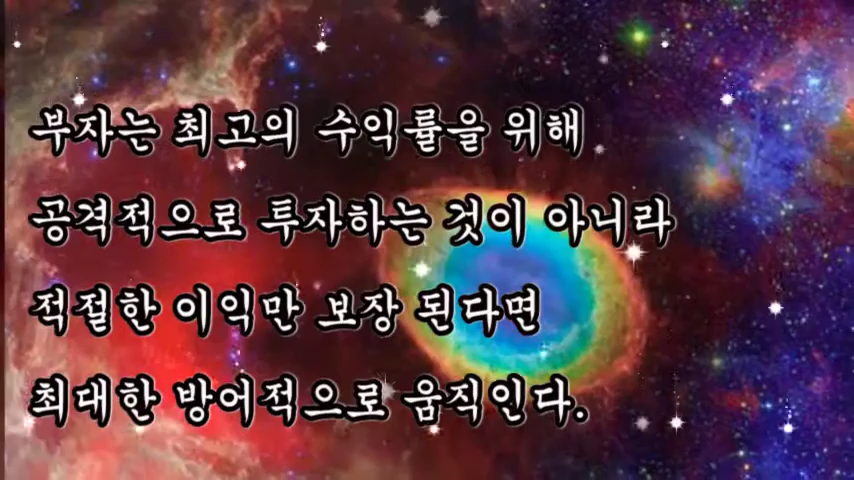 부자는 최고의 수익률을 위해
공격적으로 투자하는 것이 아니라
적절한 이익만 보장 된다면
최대한 방어적으로 움직인다.